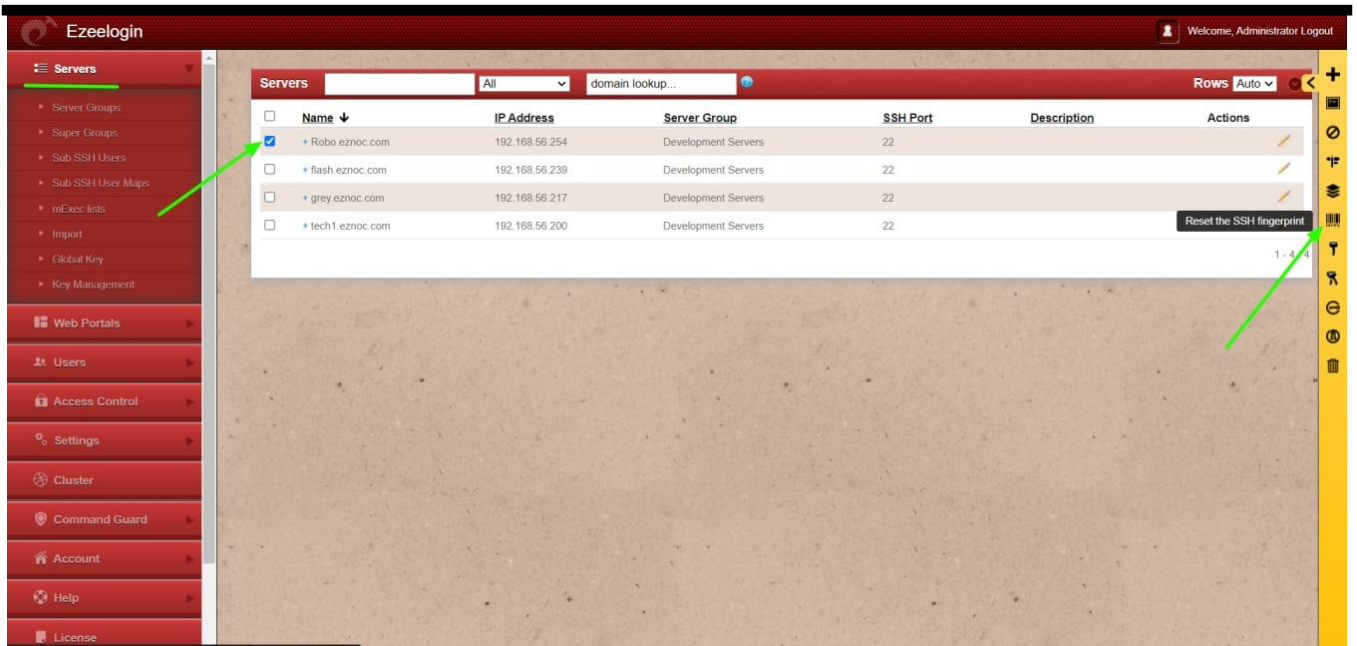 Ezeelogin
Welcome, Administrator Logout
Servers
Server Groups
Super Groups
Sub SSH Users
Sub SSH User Maps
mExec lists
Import
Global Key
Key Management
Web Portals
Users
Access Control
Settings
Cluster
Command Guard
Account
Help
License
Servers All domain lookup... Rows Auto
Name IP Address Server Group SSH Port Description Actions
+ Robo.eznoc.com 192.168.56.254 Development Servers 22
+ flash.eznoc.com 192.168.56.239 Development Servers 22
+ grey.eznoc.com 192.168.56.217 Development Servers 22
+ tech1.eznoc.com 192.168.56.200 Development Servers 22
Reset the SSH fingerprint
1 - 4 / 4